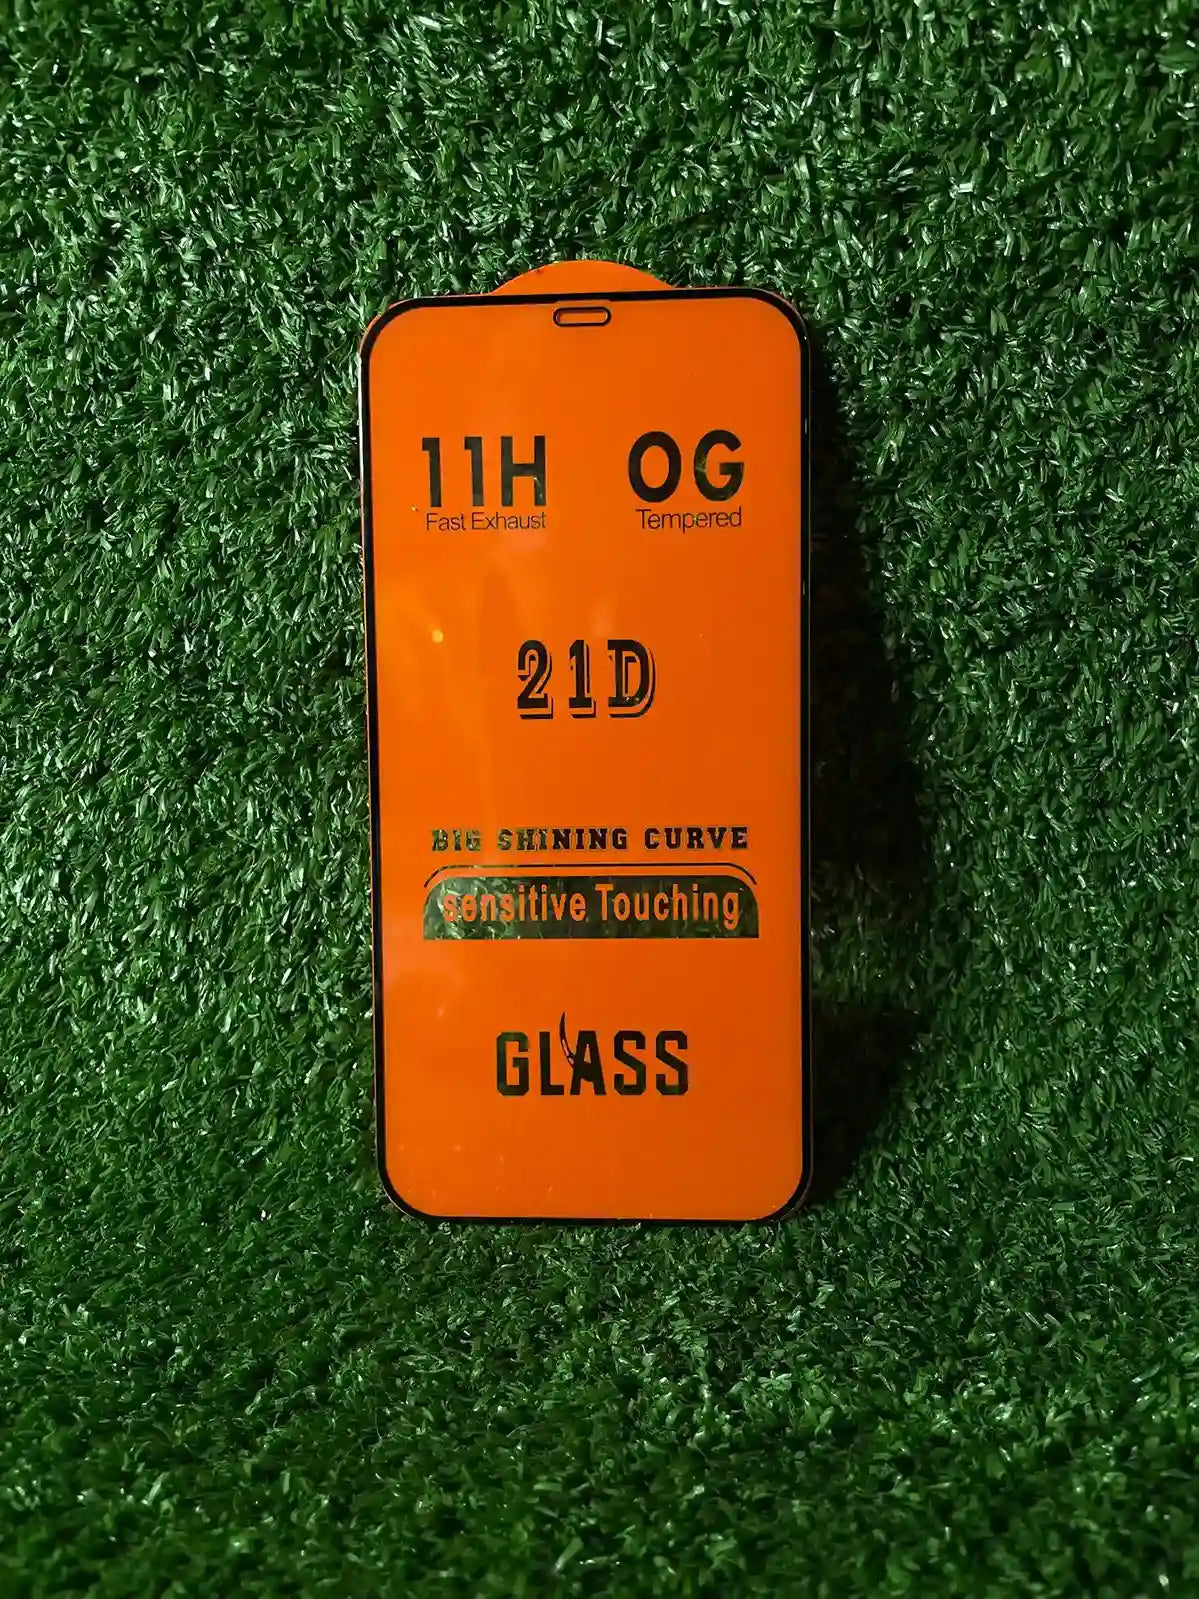 11H OG
Fast Exhaust Tempered
21D
BIG SHINING CURVE
sensitive Touching
GLASS